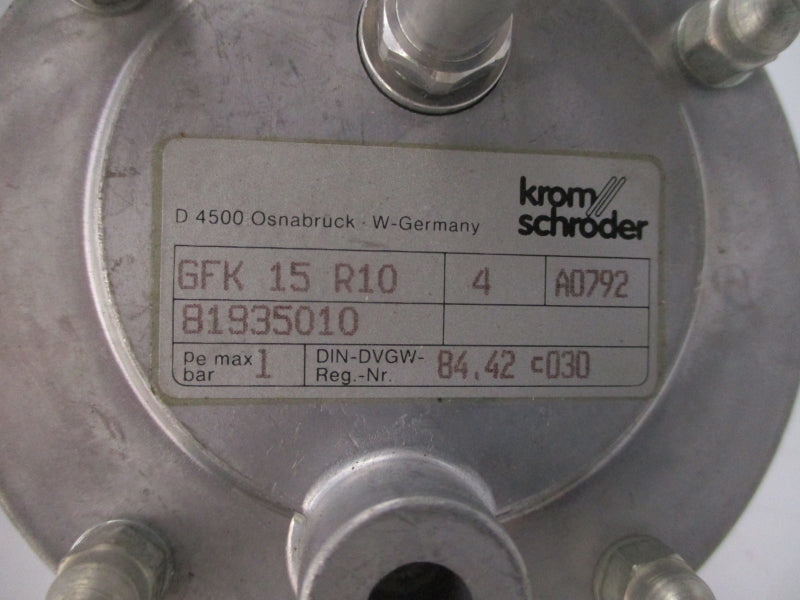 krom
schröder
D 4500 Osnabrück · W-Germany
GFK 15 R10 4 A0792
81935010
pe max 1 DIN-DVGW- 84.42 c030
bar Reg.-Nr.